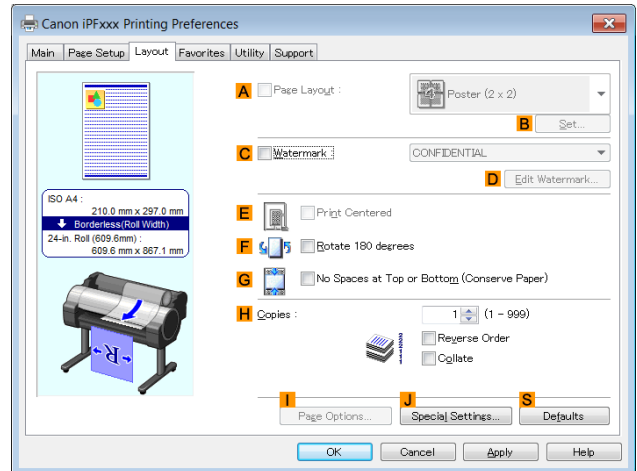 Canon iPFxxx Printing Preferences
Main Page Setup Layout Favorites Utility Support
A Page Layout :
Poster (2 x 2)
B Set...
C Watermark :
CONFIDENTIAL
D Edit Watermark...
ISO A4 :
210.0 mm x 297.0 mm
Borderless(Roll Width)
24-in. Roll (609.6mm) :
609.6 mm x 867.1 mm
E Print Centered
F Rotate 180 degrees
G No Spaces at Top or Bottom (Conserve Paper)
H Copies :
1 (1 - 999)
Reverse Order
Collate
R
I J S
Page Options... Special Settings... Defaults
OK Cancel Apply Help